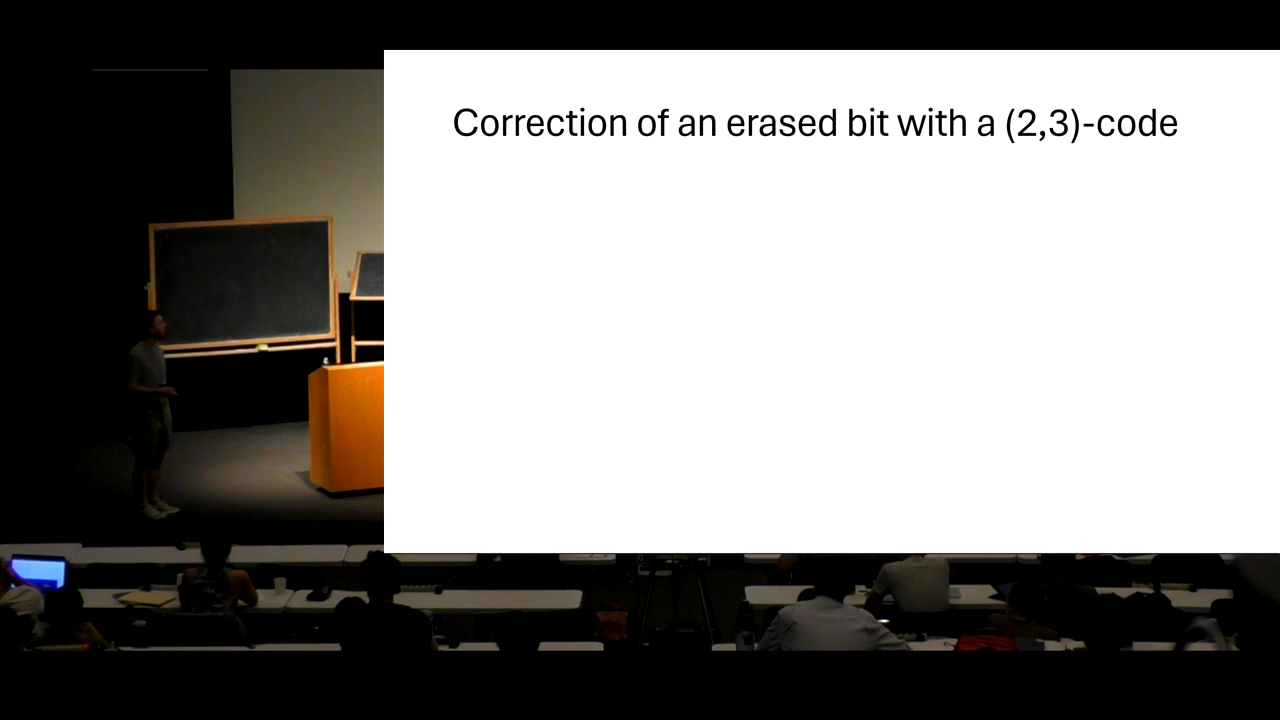 Correction of an erased bit with a (2,3)-code